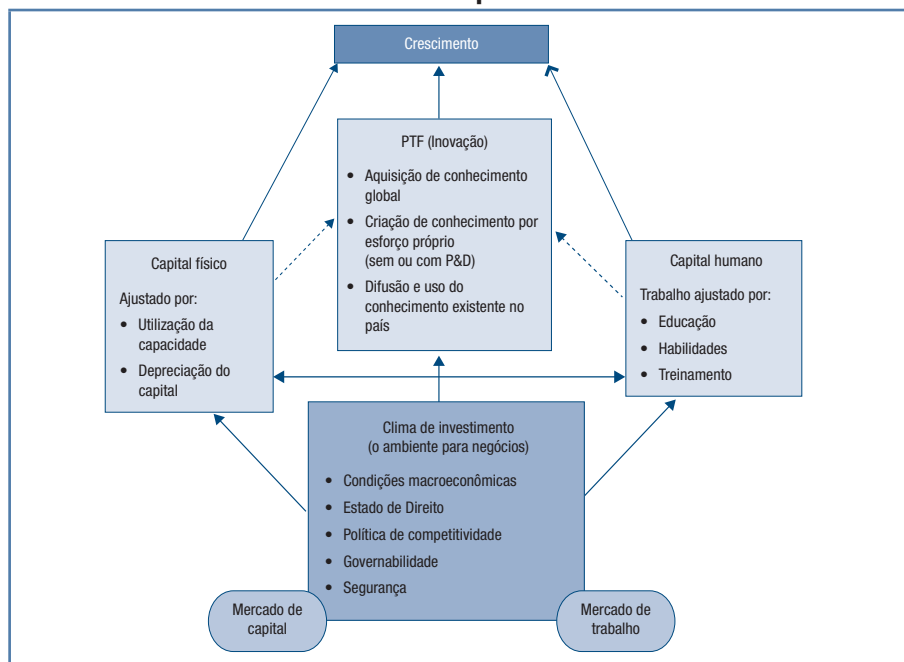 Crescimento
PTF (Inovação)
• Aquisição de conhecimento
global
• Criação de conhecimento por
esforço próprio
(sem ou com P&D)
• Difusão e uso do
conhecimento existente no
país
Capital físico
Ajustado por:
• Utilização da
capacidade
• Depreciação do
capital
Capital humano
Trabalho ajustado por:
• Educação
• Habilidades
• Treinamento
Clima de investimento
(o ambiente para negócios)
• Condições macroeconômicas
• Estado de Direito
• Política de competitividade
• Governabilidade
• Segurança
Mercado de
capital
Mercado de
trabalho